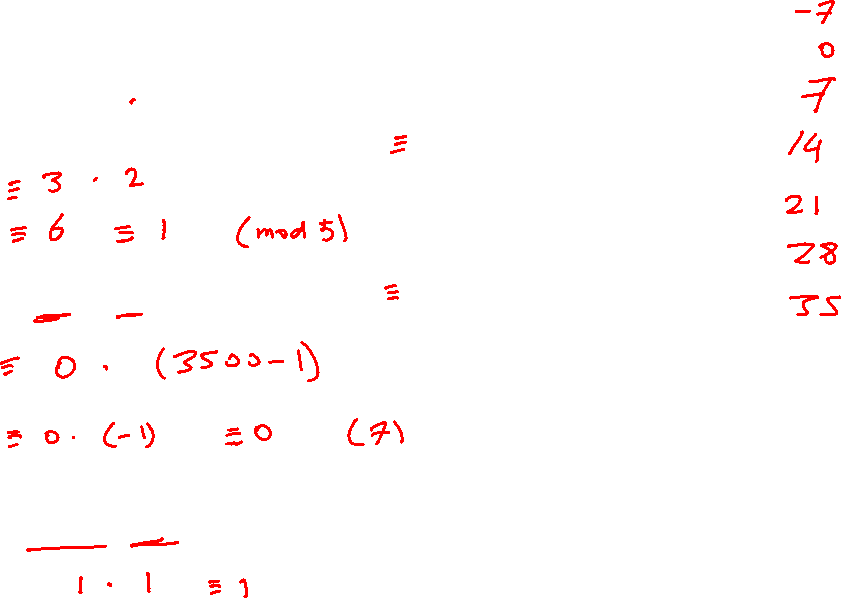 -7
0
7
·
≡
14
≡ 3 · 2
21
≡ 6 ≡ 1 (mod 5)
28
≡
35
≡ 0 · (3500-1)
≡ 0 · (-1) ≡ 0 (7)
1 · 1 ≡ 1